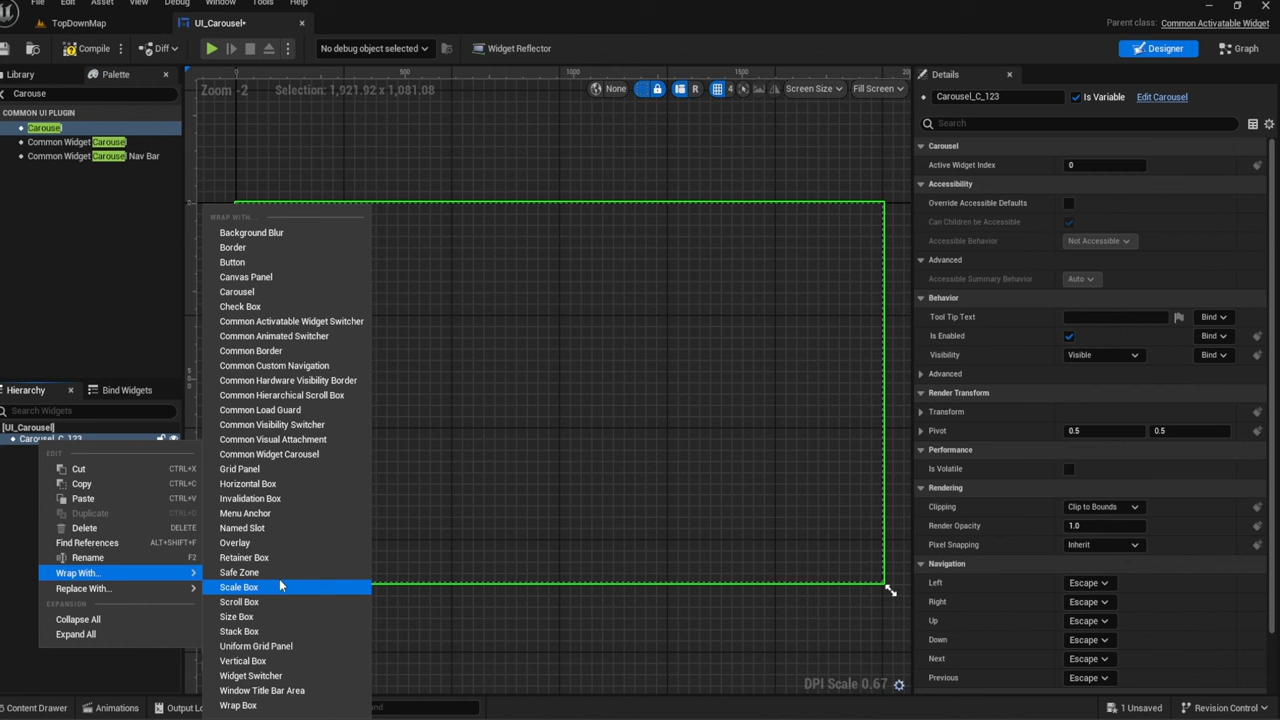 Edit
Asset
View
Debug
Window
Tools
Help
TopDownMap
UI_Carousel•
Parent class: Common Activatable Widget
Compile
Diff
No debug object selected
Widget Reflector
Designer
Graph
Library
Palette
Carouse
COMMON UI PLUGIN
Carousel
Common Widget Carousel
Common Widget Carousel Nav Bar
0
500
1000
1500
Zoom -2
Selection: 1,921.92 x 1,081.08
None
R
4
Screen Size
Fill Screen
0
5
0
DPI Scale 0.67
Hierarchy
Bind Widgets
Search Widgets
[UI_Carousel]
Carousel_C_123
EDIT
Cut CTRL+X
Copy CTRL+C
Paste CTRL+V
Duplicate CTRL+D
Delete DELETE
Find References ALT+SHIFT+F
Rename F2
Wrap With...
Replace With...
EXPANSION
Collapse All
Expand All
WRAP WITH...
Background Blur
Border
Button
Canvas Panel
Carousel
Check Box
Common Activatable Widget Switcher
Common Animated Switcher
Common Border
Common Custom Navigation
Common Hardware Visibility Border
Common Hierarchical Scroll Box
Common Load Guard
Common Visibility Switcher
Common Visual Attachment
Common Widget Carousel
Grid Panel
Horizontal Box
Invalidation Box
Menu Anchor
Named Slot
Overlay
Retainer Box
Safe Zone
Scale Box
Scroll Box
Size Box
Stack Box
Uniform Grid Panel
Vertical Box
Widget Switcher
Window Title Bar Area
Wrap Box
Details
Carousel_C_123
Is Variable
Edit Carousel
Search
Carousel
Active Widget Index 0
Accessibility
Override Accessible Defaults
Can Children be Accessible
Accessible Behavior Not Accessible
Advanced
Accessible Summary Behavior Auto
Behavior
Tool Tip Text Bind
Is Enabled Bind
Visibility Visible Bind
Advanced
Render Transform
Transform
Pivot 0.5 0.5
Performance
Is Volatile
Rendering
Clipping Clip to Bounds
Render Opacity 1.0
Pixel Snapping Inherit
Navigation
Left Escape
Right Escape
Up Escape
Down Escape
Next Escape
Previous Escape
Content Drawer
Animations
Output Lo
1 Unsaved
Revision Control